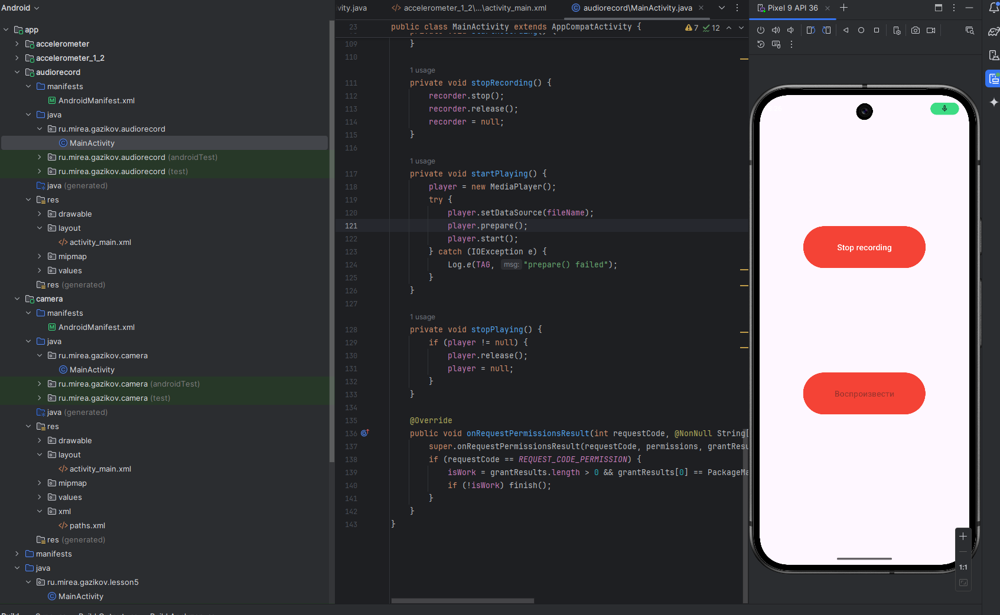 Android
app
accelerometer
accelerometer_1_2
audiorecord
manifests
AndroidManifest.xml
java
ru.mirea.gazikov.audiorecord
MainActivity
ru.mirea.gazikov.audiorecord (androidTest)
ru.mirea.gazikov.audiorecord (test)
java (generated)
res
drawable
layout
activity_main.xml
mipmap
values
res (generated)
camera
manifests
AndroidManifest.xml
java
ru.mirea.gazikov.camera
MainActivity
ru.mirea.gazikov.camera (androidTest)
ru.mirea.gazikov.camera (test)
java (generated)
res
drawable
layout
activity_main.xml
mipmap
values
xml
paths.xml
res (generated)
manifests
java
ru.mirea.gazikov.lesson5
MainActivity
ivity.java accelerometer_1_2\...\activity_main.xml audiorecord\MainActivity.java
23 public class MainActivity extends AppCompatActivity { 7 12
109 }
110
1 usage
111 private void stopRecording() {
112 recorder.stop();
113 recorder.release();
114 recorder = null;
115 }
116
1 usage
117 private void startPlaying() {
118 player = new MediaPlayer();
119 try {
120 player.setDataSource(fileName);
121 player.prepare();
122 player.start();
123 } catch (IOException e) {
124 Log.e(TAG, msg: "prepare() failed");
125 }
126 }
127
1 usage
128 private void stopPlaying() {
129 if (player != null) {
130 player.release();
131 player = null;
132 }
133 }
134
135 @Override
136 public void onRequestPermissionsResult(int requestCode, @NonNull String[
137 super.onRequestPermissionsResult(requestCode, permissions, grantResu
138 if (requestCode == REQUEST_CODE_PERMISSION) {
139 isWork = grantResults.length > 0 && grantResults[0] == PackageMa
140 if (!isWork) finish();
141 }
142 }
143 }
Pixel 9 API 36
Stop recording
Воспроизвести
1:1